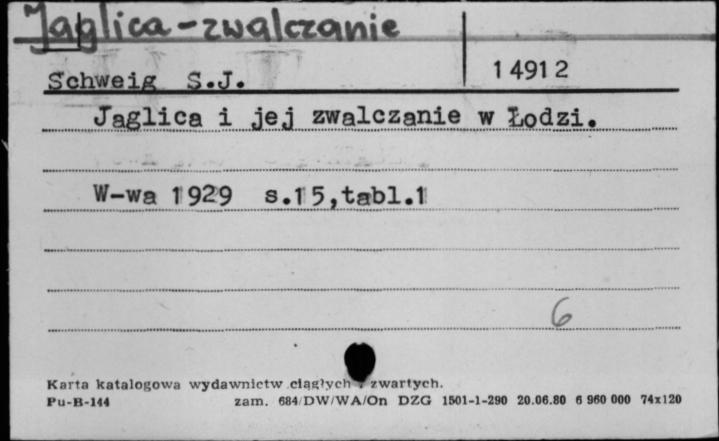 Jaglica-zwalczanie
Schweig S.J.
14912
Jaglica i jej zwalczanie w Łodzi.
W-wa 1929 s.15,tabl.1
6
Karta katalogowa wydawnictw ciągłych i zwartych.
Pu-B-144 zam. 684/DW/WA/On DZG 1501-1-290 20.06.80 6 960 000 74x120